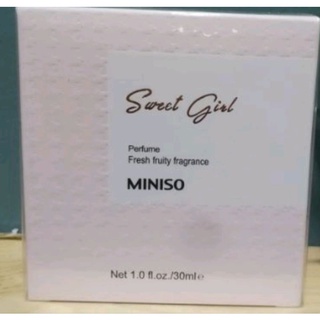 Sweet Girl
Perfume
Fresh fruity fragrance
MINISO
Net 1.0 fl.oz./30ml℮